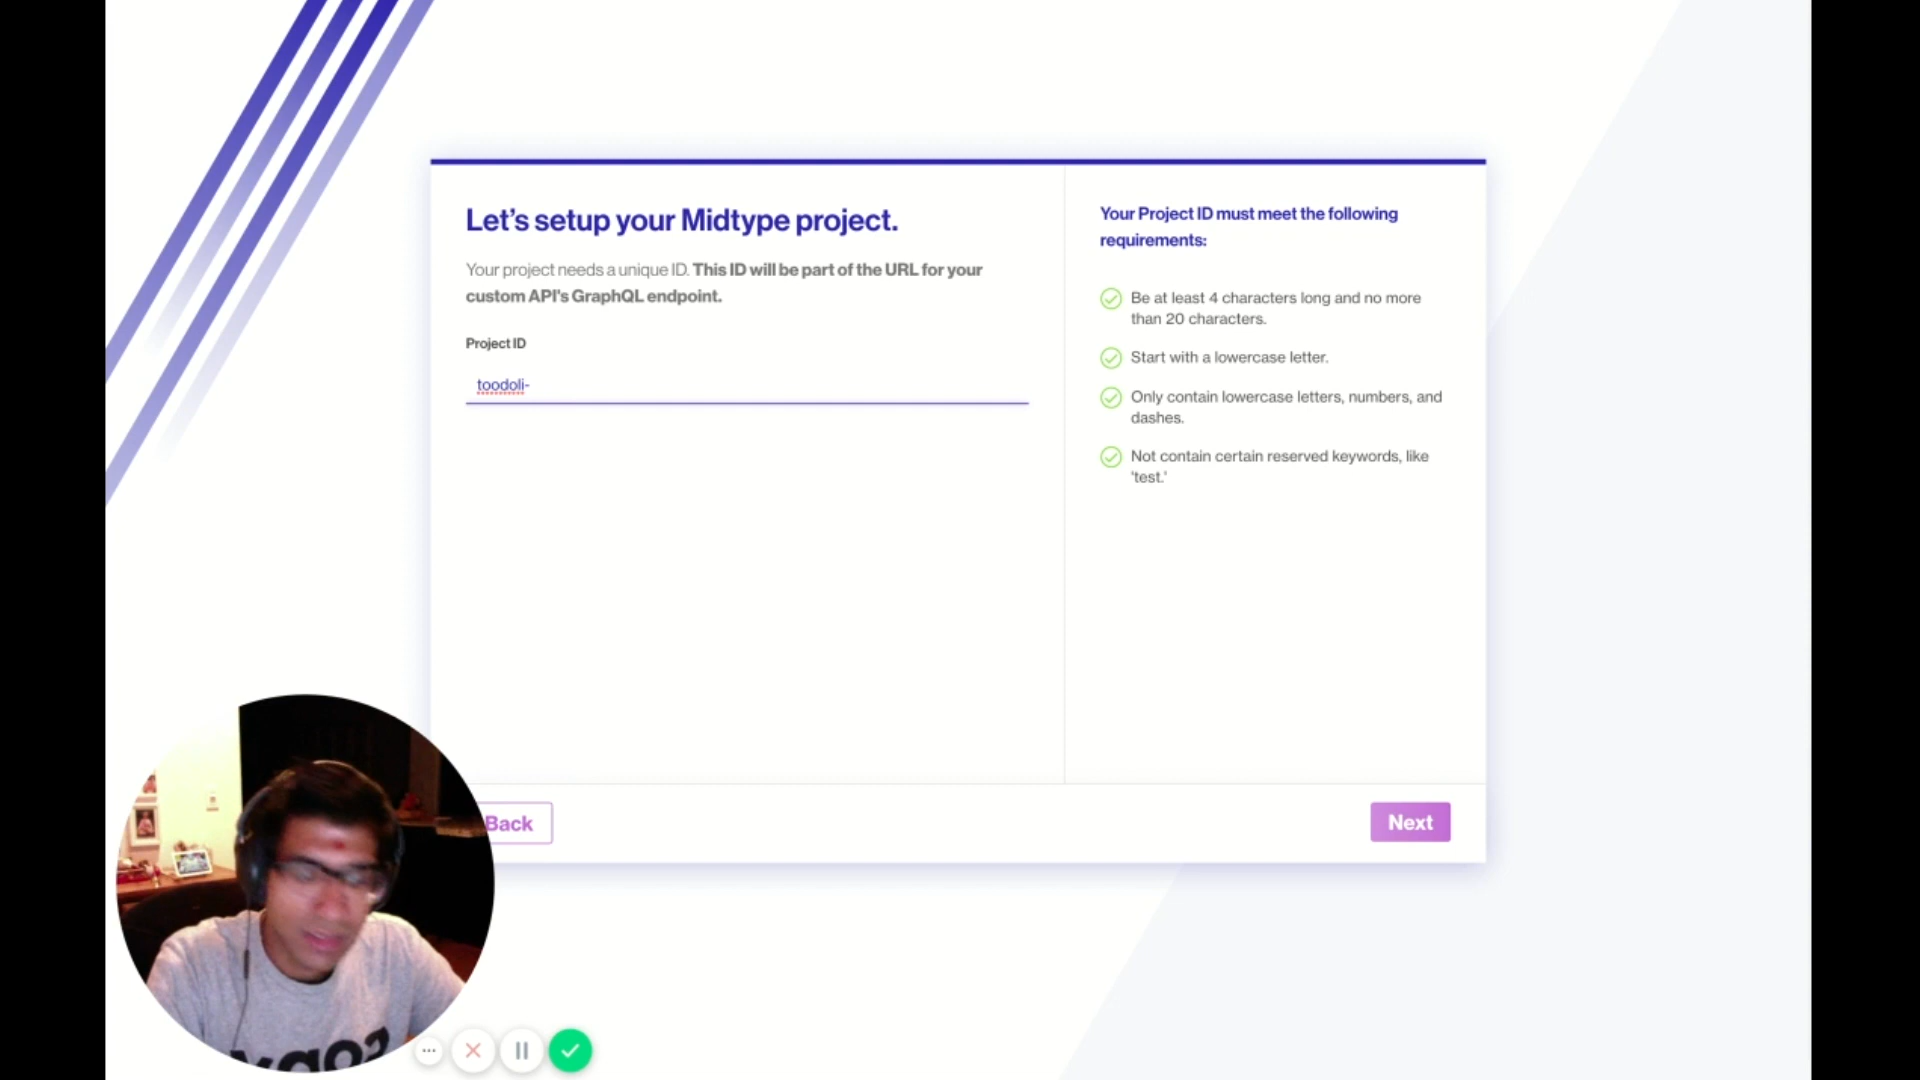 Let's setup your Midtype project.
Your project needs a unique ID. This ID will be part of the URL for your
custom API's GraphQL endpoint.
Project ID
toodoli-
Your Project ID must meet the following
requirements:
Be at least 4 characters long and no more
than 20 characters.
Start with a lowercase letter.
Only contain lowercase letters, numbers, and
dashes.
Not contain certain reserved keywords, like
'test.'
Back
Next